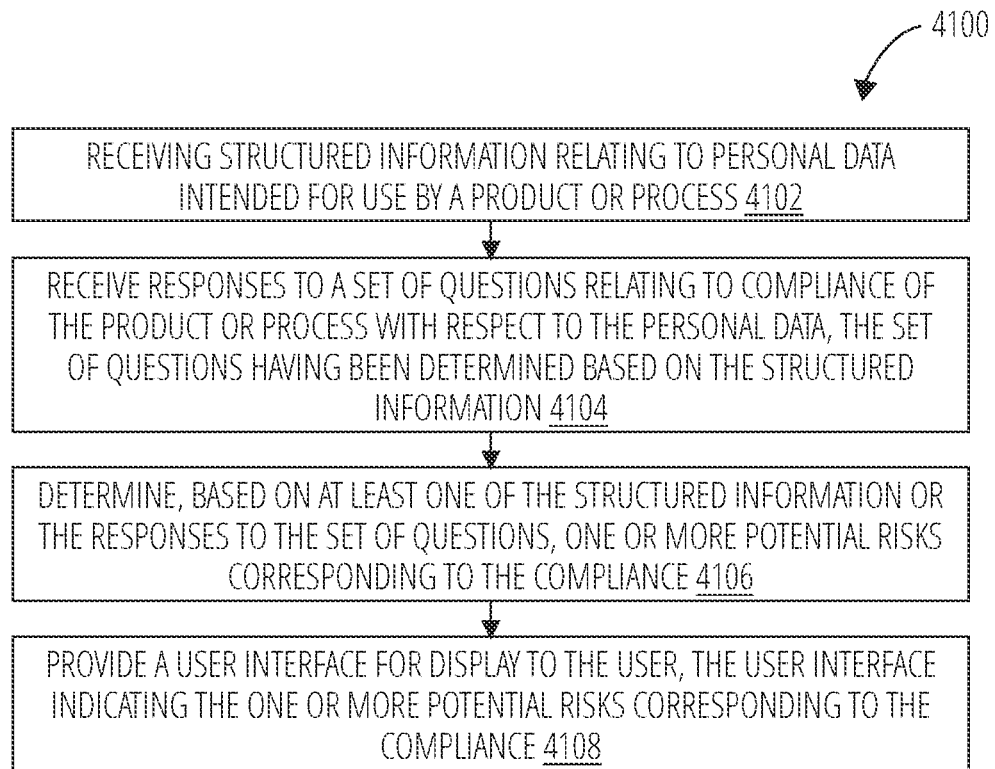 4100
RECEIVING STRUCTURED INFORMATION RELATING TO PERSONAL DATA
INTENDED FOR USE BY A PRODUCT OR PROCESS 4102
RECEIVE RESPONSES TO A SET OF QUESTIONS RELATING TO COMPLIANCE OF
THE PRODUCT OR PROCESS WITH RESPECT TO THE PERSONAL DATA, THE SET
OF QUESTIONS HAVING BEEN DETERMINED BASED ON THE STRUCTURED
INFORMATION 4104
DETERMINE, BASED ON AT LEAST ONE OF THE STRUCTURED INFORMATION OR
THE RESPONSES TO THE SET OF QUESTIONS, ONE OR MORE POTENTIAL RISKS
CORRESPONDING TO THE COMPLIANCE 4106
PROVIDE A USER INTERFACE FOR DISPLAY TO THE USER, THE USER INTERFACE
INDICATING THE ONE OR MORE POTENTIAL RISKS CORRESPONDING TO THE
COMPLIANCE 4108